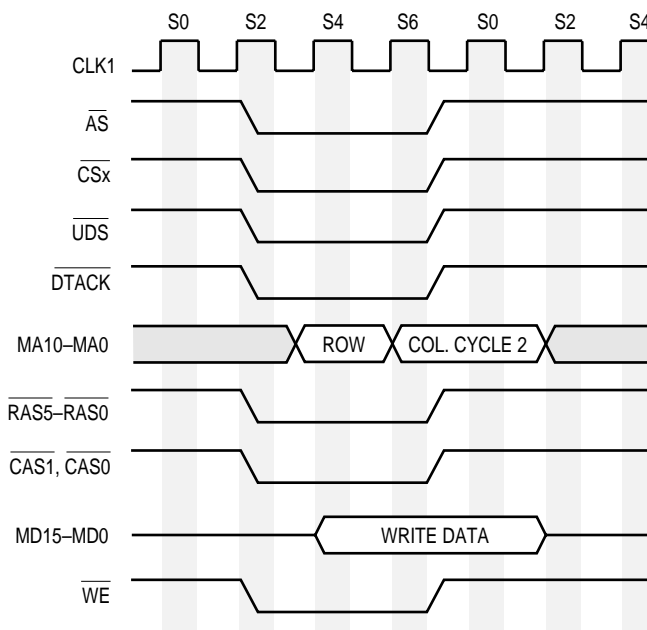 S0 S2 S4 S6 S0 S2 S4
CLK1
AS
CSx
UDS
DTACK
MA10–MA0 ROW COL. CYCLE 2
RAS5–RAS0
CAS1, CAS0
MD15–MD0 WRITE DATA
WE